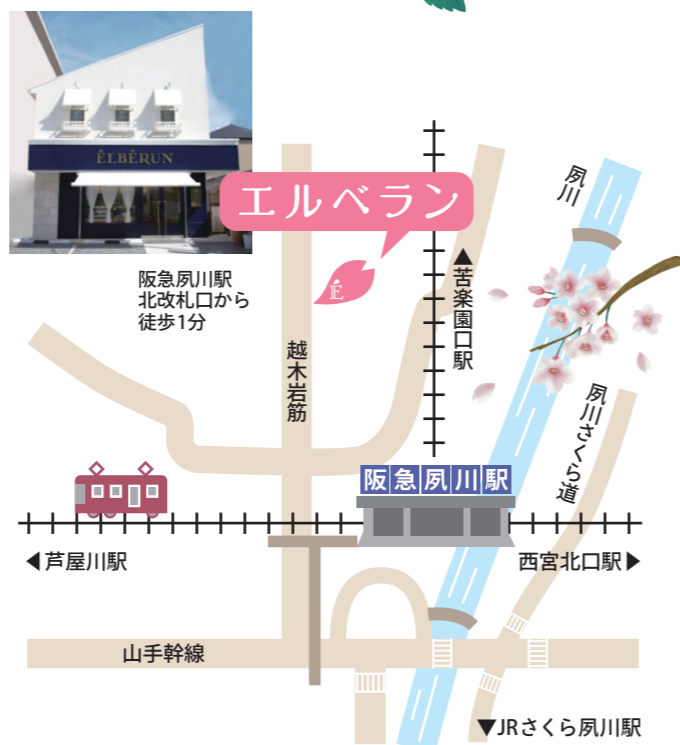 ÉLBÉRUN
エルベラン
É
阪急夙川駅
北改札口から
徒歩1分
夙川
▲苦楽園口駅
越木岩筋
夙川さくら道
阪急夙川駅
◀芦屋川駅
西宮北口駅▶
山手幹線
▼JRさくら夙川駅